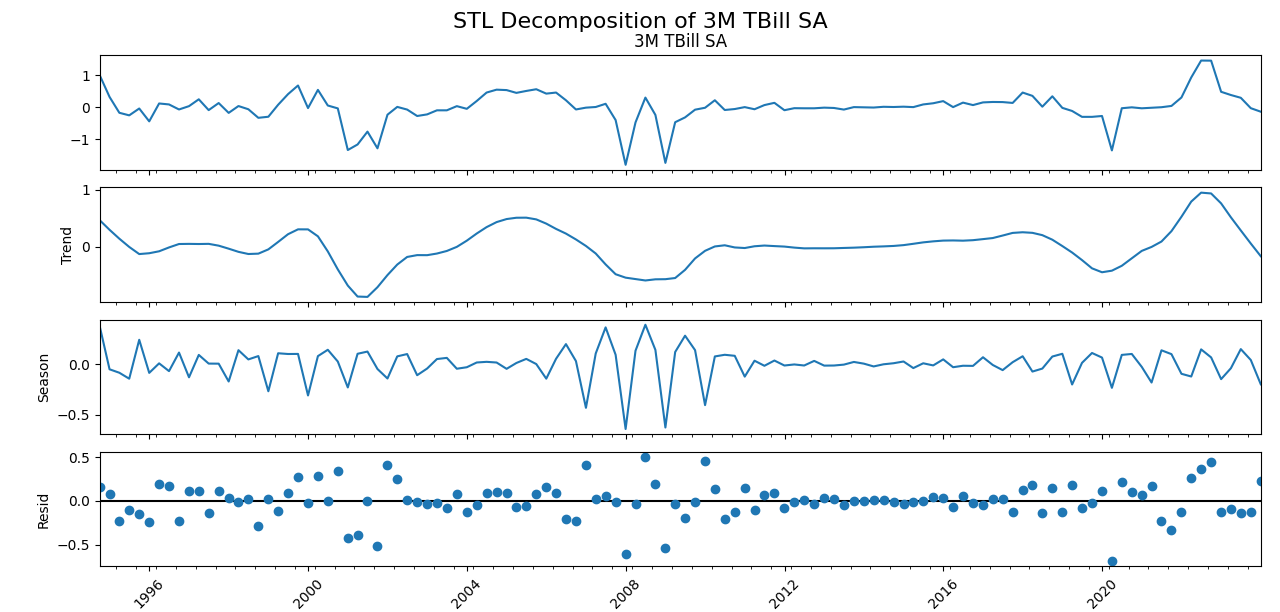 STL Decomposition of 3M TBill SA
3M TBill SA
1
0
−1
Trend
1
0
Season
0.0
−0.5
Resid
0.5
0.0
−0.5
1996 2000 2004 2008 2012 2016 2020